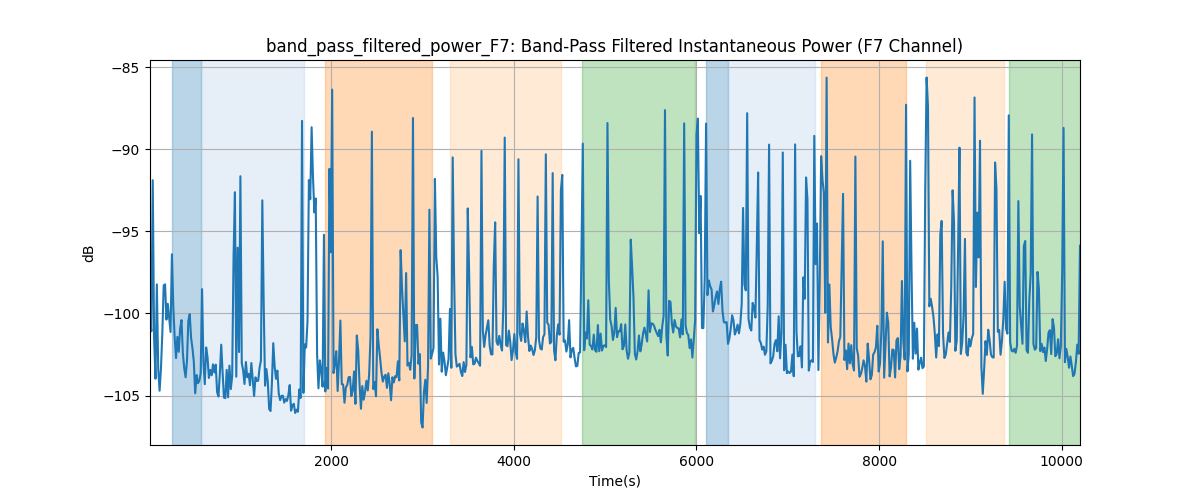 band_pass_filtered_power_F7: Band-Pass Filtered Instantaneous Power (F7 Channel)
−85
−90
−95
−100
−105
dB
2000 4000 6000 8000 10000
Time(s)